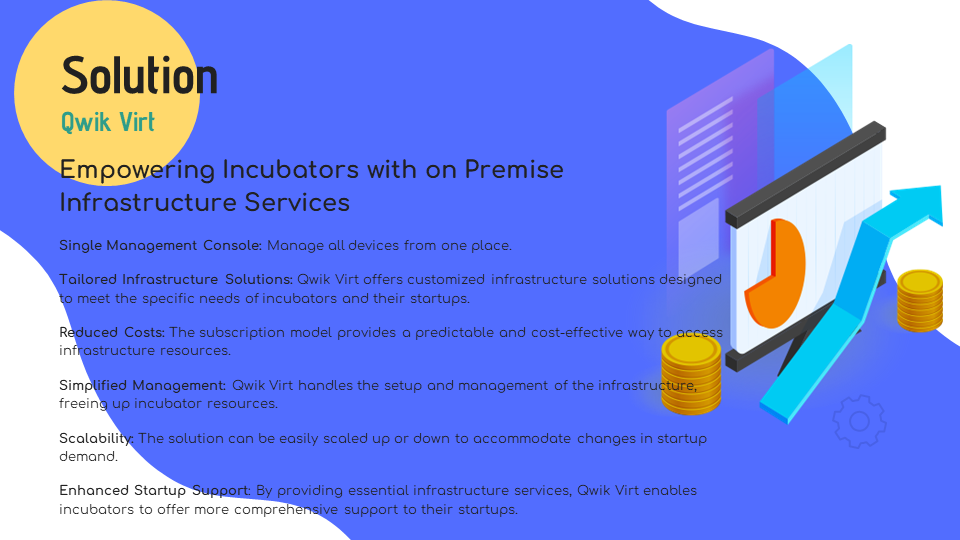 Solution
Qwik Virt
Empowering Incubators with on Premise
Infrastructure Services
Single Management Console: Manage all devices from one place.
Tailored Infrastructure Solutions: Qwik Virt offers customized infrastructure solutions designed
to meet the specific needs of incubators and their startups.
Reduced Costs: The subscription model provides a predictable and cost-effective way to access
infrastructure resources.
Simplified Management: Qwik Virt handles the setup and management of the infrastructure,
freeing up incubator resources.
Scalability: The solution can be easily scaled up or down to accommodate changes in startup
demand.
Enhanced Startup Support: By providing essential infrastructure services, Qwik Virt enables
incubators to offer more comprehensive support to their startups.